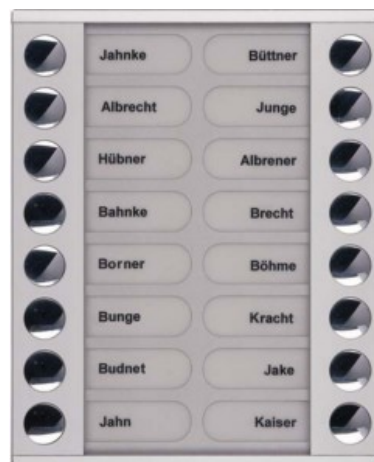 Jahnke Büttner
Albrecht Junge
Hübner Albrener
Bahnke Brecht
Borner Böhme
Bunge Kracht
Budnet Jake
Jahn Kaiser